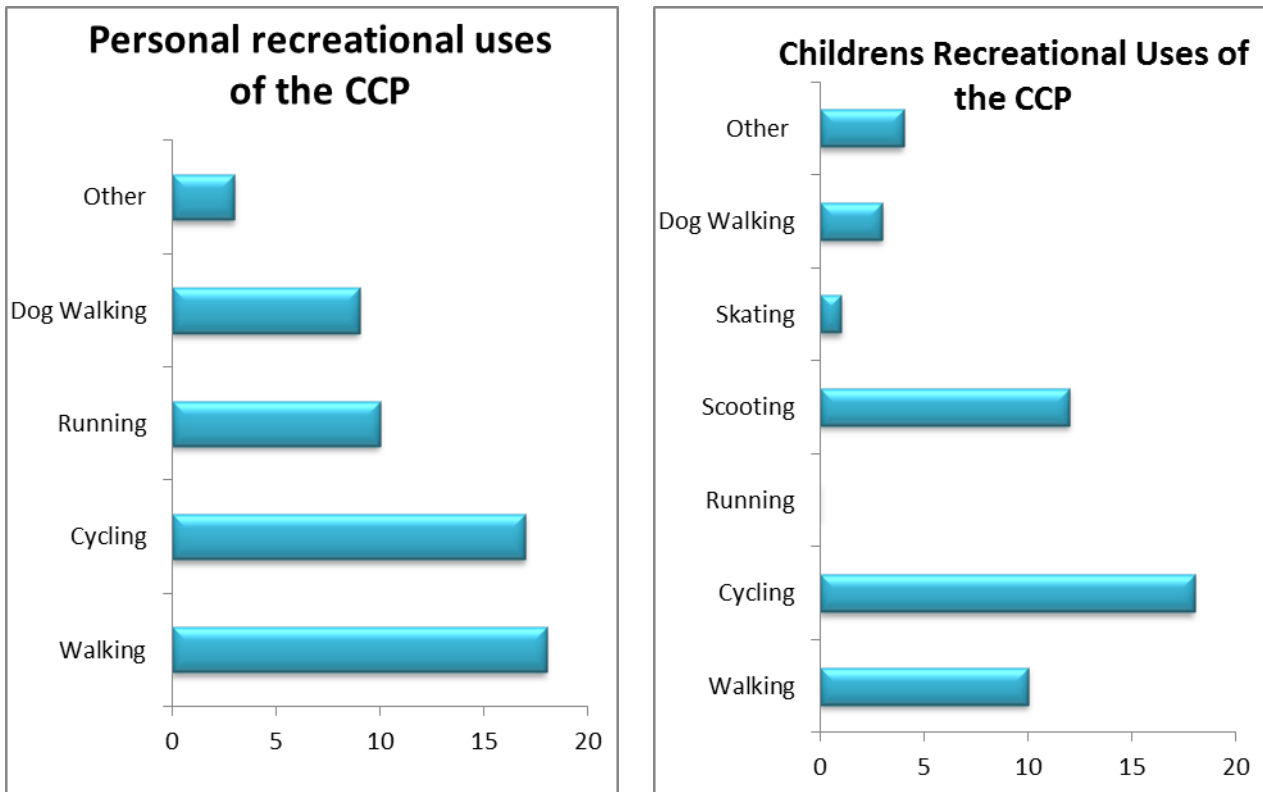 Personal recreational uses
of the CCP
Other
Dog Walking
Running
Cycling
Walking
0 5 10 15 20
Childrens Recreational Uses of
the CCP
Other
Dog Walking
Skating
Scooting
Running
Cycling
Walking
0 5 10 15 20